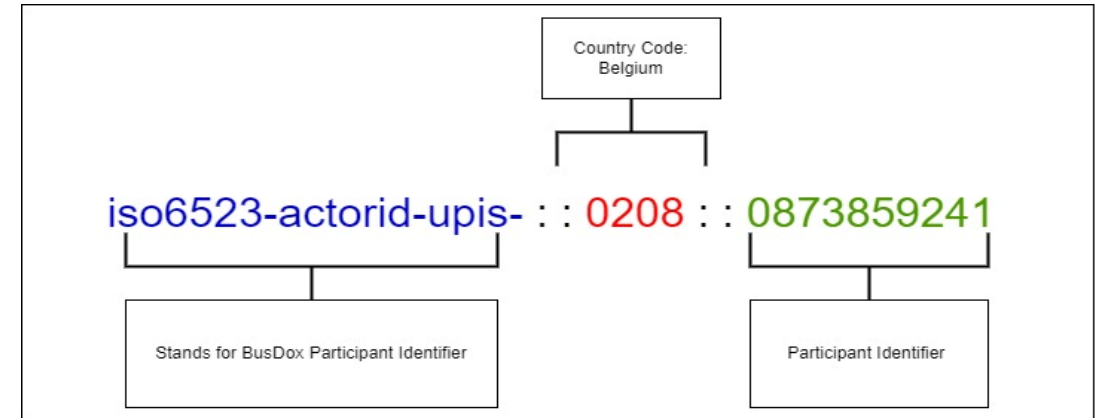 Country Code:
Belgium
iso6523-actorid-upis- : : 0208 : : 0873859241
Stands for BusDox Participant Identifier
Participant Identifier